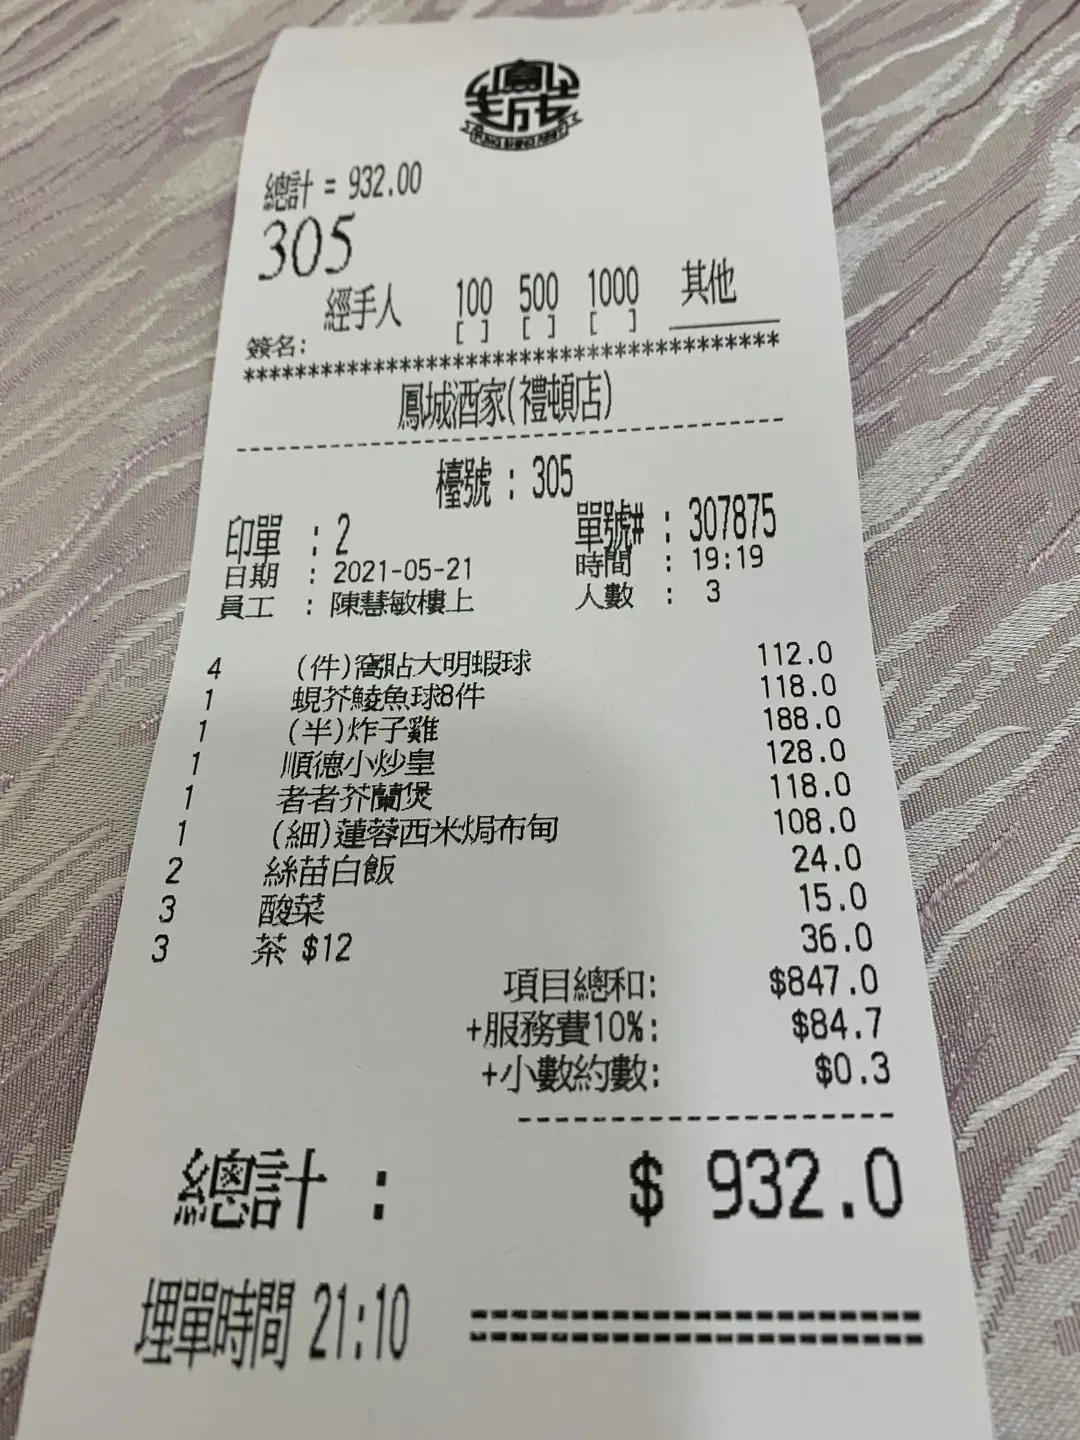 鳳城
FUNG SHING REST
總計 = 932.00
305
經手人 100 500 1000 其他
[ ] [ ] [ ]
簽名:
*****************************************
鳳城酒家(禮頓店)
檯號 : 305
印單 : 2 單號# : 307875
日期 : 2021-05-21 時間 : 19:19
員工 : 陳慧敏樓上 人數 : 3
4 (件)窩貼大明蝦球 112.0
1 蜆芥鯪魚球8件 118.0
1 (半)炸子雞 188.0
1 順德小炒皇 128.0
1 者者芥蘭煲 118.0
1 (細)蓮蓉西米焗布甸 108.0
2 絲苗白飯 24.0
3 酸菜 15.0
3 茶 $12 36.0
項目總和: $847.0
+服務費10%: $84.7
+小數約數: $0.3
總計 : $ 932.0
埋單時間 21:10